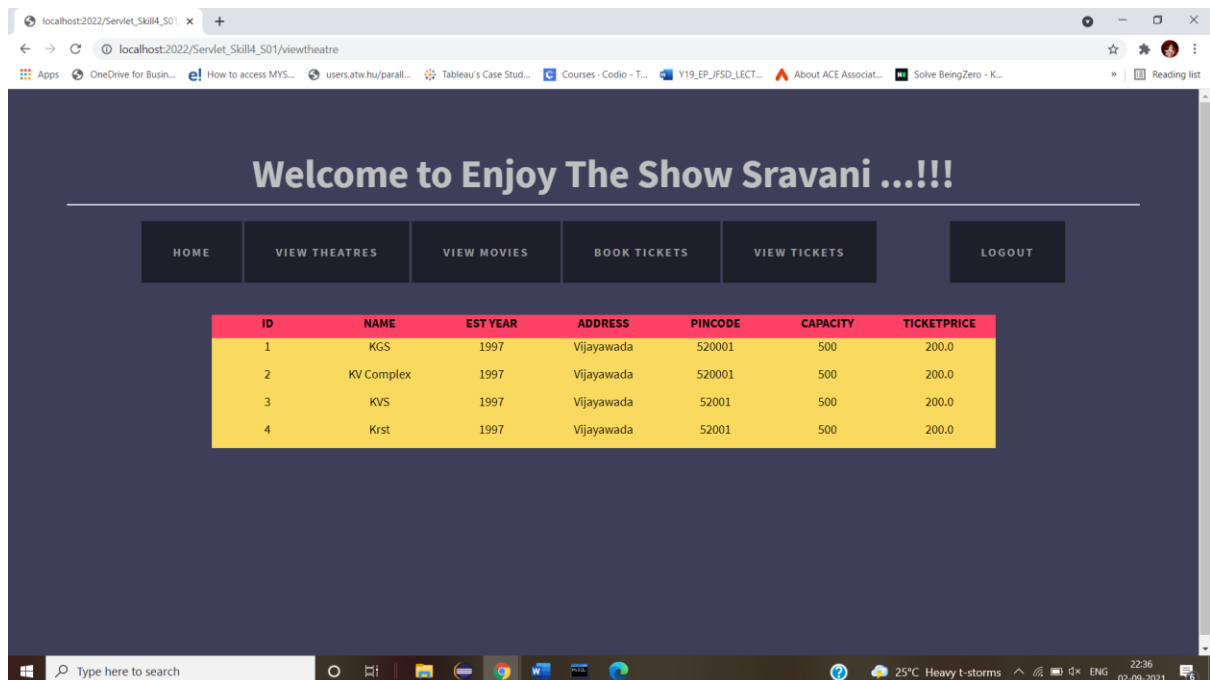 localhost:2022/Servlet_Skill4_S01
localhost:2022/Servlet_Skill4_S01/viewtheatre
Apps OneDrive for Busin... How to access MYS... users.atw.hu/parall... Tableau's Case Stud... Courses - Codio - T... Y19_EP_JFSD_LECT... About ACE Associat... Solve BeingZero - K... » Reading list
Welcome to Enjoy The Show Sravani ...!!!
HOME VIEW THEATRES VIEW MOVIES BOOK TICKETS VIEW TICKETS LOGOUT
ID NAME EST YEAR ADDRESS PINCODE CAPACITY TICKETPRICE
1 KGS 1997 Vijayawada 520001 500 200.0
2 KV Complex 1997 Vijayawada 520001 500 200.0
3 KVS 1997 Vijayawada 52001 500 200.0
4 Krst 1997 Vijayawada 52001 500 200.0
Type here to search 25°C Heavy t-storms ENG 22:36
02-09-2021 6